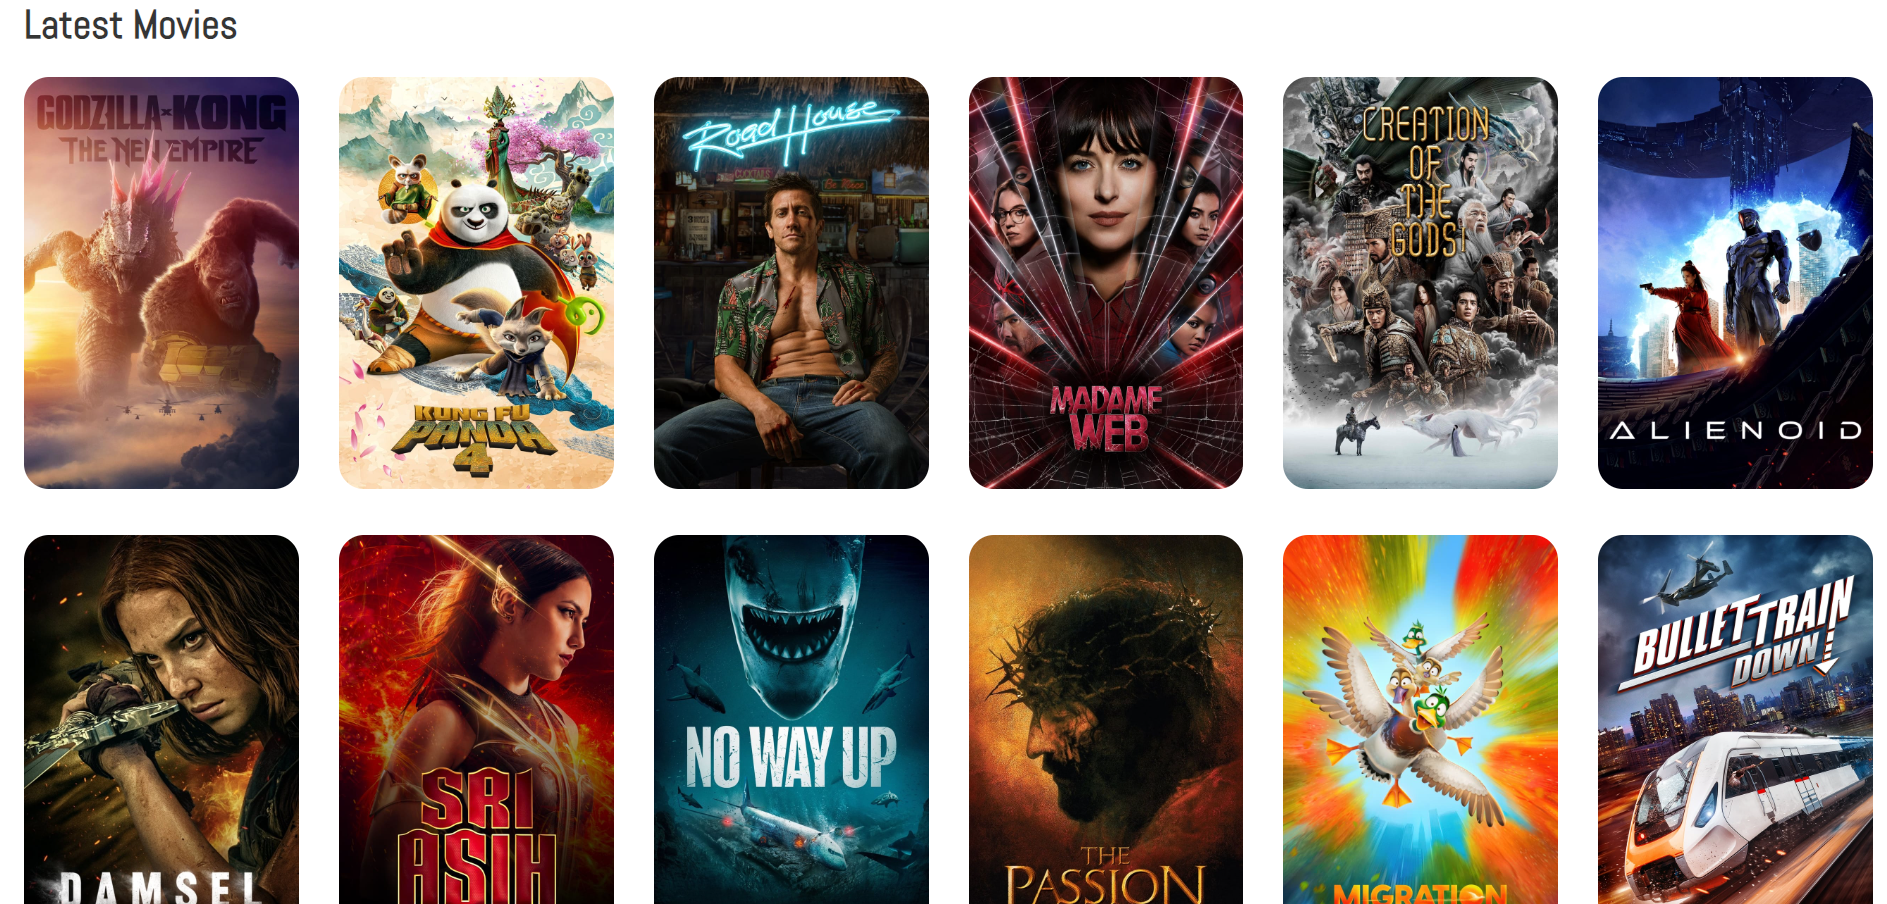 Latest Movies
GODZILLA x KONG
THE NEW EMPIRE
KUNG FU
PANDA
4
Road House
MADAME
WEB
CREATION
OF
THE
GODS I
ALIENOID
DAMSEL
SRI
ASIH
NO WAY UP
THE
PASSION
MIGRATION
BULLET TRAIN
DOWN